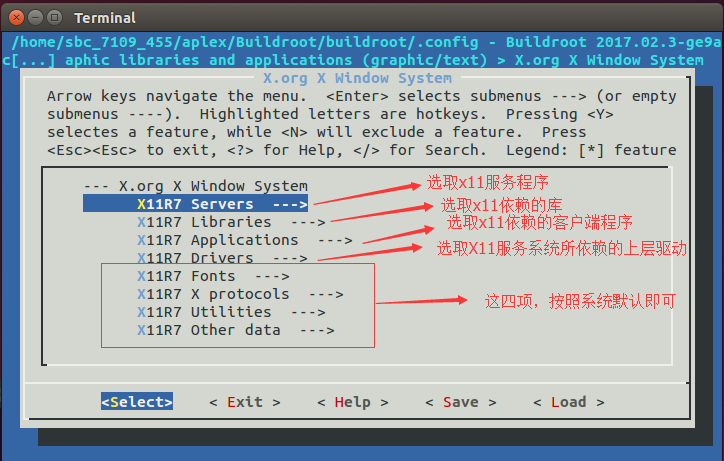 Terminal
/home/sbc_7109_455/aplex/Buildroot/buildroot/.config - Buildroot 2017.02.3-ge9a
c[...] aphic libraries and applications (graphic/text) > X.org X Window System
X.org X Window System
Arrow keys navigate the menu.  <Enter> selects submenus ---> (or empty
submenus ----).  Highlighted letters are hotkeys.  Pressing <Y>
selectes a feature, while <N> will exclude a feature.  Press
<Esc><Esc> to exit, <?> for Help, </> for Search.  Legend: [*] feature
--- X.org X Window System
X11R7 Servers  --->  选取x11服务程序
X11R7 Libraries  --->  选取x11依赖的库
X11R7 Applications  --->  选取x11依赖的客户端程序
X11R7 Drivers  --->  选取X11服务系统所依赖的上层驱动
X11R7 Fonts  --->
X11R7 X protocols  --->  这四项，按照系统默认即可
X11R7 Utilities  --->
X11R7 Other data  --->
<Select>    < Exit >    < Help >    < Save >    < Load >